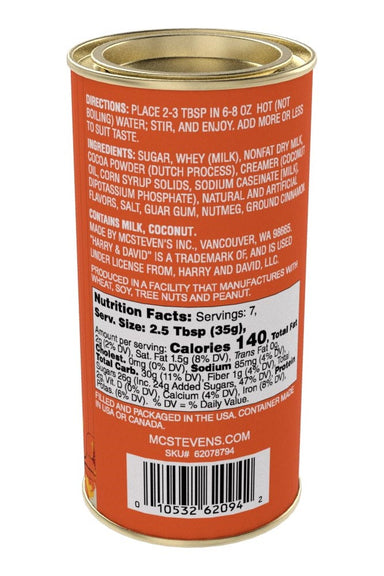 DIRECTIONS: PLACE 2-3 TBSP IN 6-8 OZ HOT (NOT
BOILING) WATER; STIR, AND ENJOY. ADD MORE OR LESS
TO SUIT TASTE.
INGREDIENTS: SUGAR, WHEY (MILK), NONFAT DRY MILK,
COCOA POWDER (DUTCH PROCESS), CREAMER (COCONUT
OIL, CORN SYRUP SOLIDS, SODIUM CASEINATE [MILK],
DIPOTASSIUM PHOSPHATE), NATURAL AND ARTIFICIAL
FLAVORS, SALT, GUAR GUM, NUTMEG, GROUND CINNAMON.
CONTAINS MILK, COCONUT.
MADE BY MCSTEVEN'S INC., VANCOUVER, WA 98665.
"HARRY & DAVID" IS A TRADEMARK OF, AND IS USED
UNDER LICENSE FROM, HARRY AND DAVID, LLC.
PRODUCED IN A FACILITY THAT MANUFACTURES WITH
WHEAT, SOY, TREE NUTS AND PEANUT.
Nutrition Facts: Servings: 7,
Serv. Size: 2.5 Tbsp (35g),
Amount per serving: Calories 140, Total Fat
2g (2% DV), Sat. Fat 1.5g (8% DV), Trans Fat 0g,
Cholest. 0mg (0% DV), Sodium 85mg (4% DV),
Total Carb. 30g (11% DV), Fiber 1g (4% DV), Total
Sugars 26g (Inc. 24g Added Sugars, 47% DV), Protein
Vit. D (0% DV), Calcium (4% DV), Iron (8% DV),
Potas. (6% DV). % DV = % Daily Value.
FILLED AND PACKAGED IN THE USA. CONTAINER MADE
IN USA OR CANADA.
MCSTEVENS.COM
SKU# 62078794
0 10532 62094 2